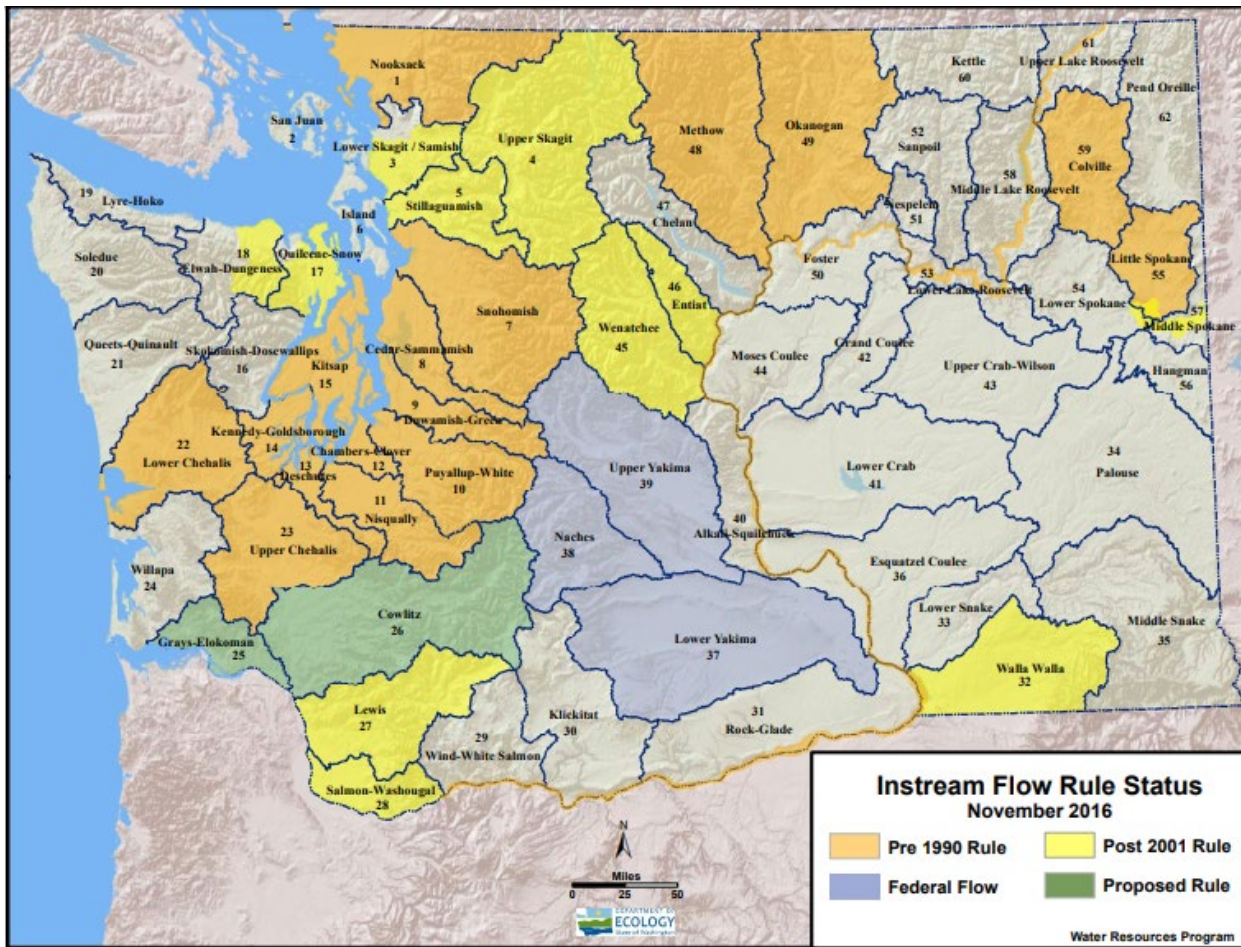 Nooksack
1
San Juan
2
Lower Skagit / Samish
3
Upper Skagit
4
5
Stillaguamish
Island
6
Methow
48
Okanogan
49
Kettle
60
61
Upper Lake Roosevelt
Pend Oreille
62
52
Sanpoil
59
Colville
58
Middle Lake Roosevelt
Nespelem
51
47
Chelan
19
Lyre-Hoko
Soleduc
20
18
Elwah-Dungeness
Quilcene-Snow
17
Queets-Quinault
21
Skokomish-Dosewallips
16
Kitsap
15
Snohomish
7
Cedar-Sammamish
8
Wenatchee
45
46
Entiat
Foster
50
53
Lower Lake Roosevelt
54
Lower Spokane
Little Spokane
55
57
Middle Spokane
Hangman
56
Moses Coulee
44
Grand Coulee
42
Upper Crab-Wilson
43
22
Lower Chehalis
Kennedy-Goldsborough
14
13
Deschutes
Chambers-Clover
12
9
Duwamish-Green
Puyallup-White
10
11
Nisqually
23
Upper Chehalis
Upper Yakima
39
Naches
38
40
Alkali-Squilchuck
Lower Crab
41
34
Palouse
Esquatzel Coulee
36
Willapa
24
Grays-Elokoman
25
Cowlitz
26
Lower Yakima
37
Lower Snake
33
Middle Snake
35
Walla Walla
32
Lewis
27
Salmon-Washougal
28
29
Wind-White Salmon
Klickitat
30
31
Rock-Glade
Instream Flow Rule Status
November 2016
Pre 1990 Rule
Post 2001 Rule
Federal Flow
Proposed Rule
Water Resources Program
N
Miles
0 25 50
DEPARTMENT OF
ECOLOGY
State of Washington